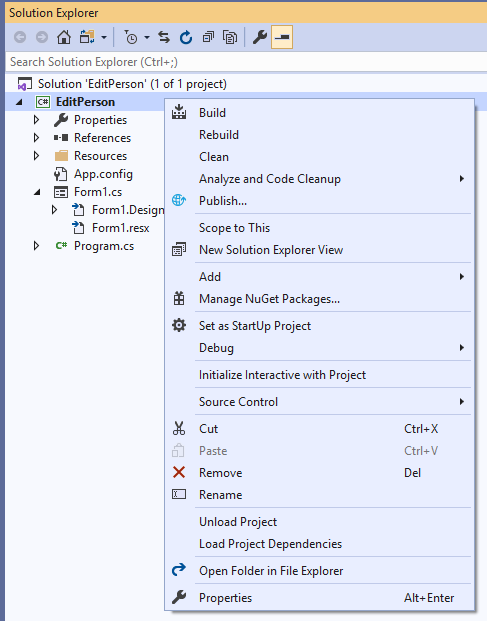 Solution Explorer
Search Solution Explorer (Ctrl+;)
Solution 'EditPerson' (1 of 1 project)
C# EditPerson
Properties
References
Resources
App.config
Form1.cs
Form1.Design
Form1.resx
C# Program.cs
Build
Rebuild
Clean
Analyze and Code Cleanup
Publish...
Scope to This
New Solution Explorer View
Add
Manage NuGet Packages...
Set as StartUp Project
Debug
Initialize Interactive with Project
Source Control
Cut Ctrl+X
Paste Ctrl+V
Remove Del
Rename
Unload Project
Load Project Dependencies
Open Folder in File Explorer
Properties Alt+Enter